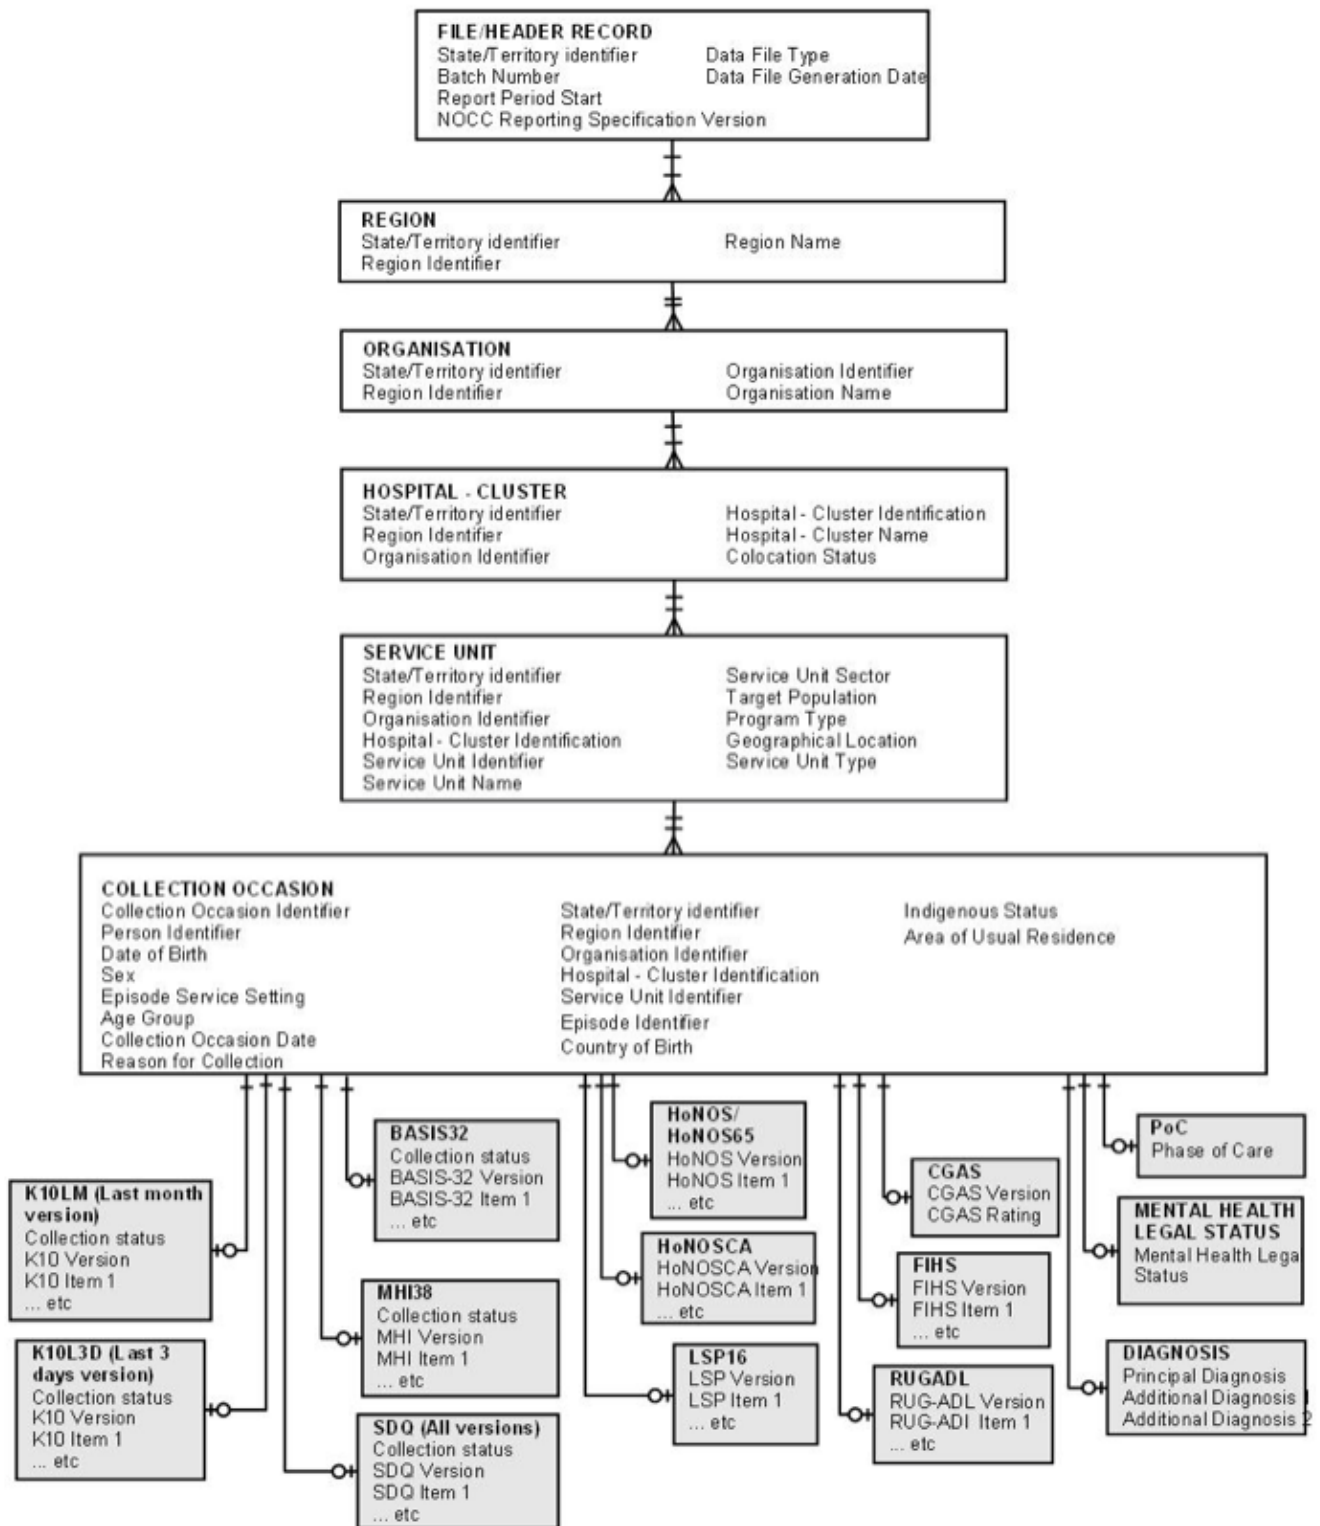 FILE/HEADER RECORD
State/Territory identifier Data File Type
Batch Number Data File Generation Date
Report Period Start
NOCC Reporting Specification Version
REGION
State/Territory identifier Region Name
Region Identifier
ORGANISATION
State/Territory identifier Organisation Identifier
Region Identifier Organisation Name
HOSPITAL - CLUSTER
State/Territory identifier Hospital - Cluster Identification
Region Identifier Hospital - Cluster Name
Organisation Identifier Colocation Status
SERVICE UNIT
State/Territory identifier Service Unit Sector
Region Identifier Target Population
Organisation Identifier Program Type
Hospital - Cluster Identification Geographical Location
Service Unit Identifier Service Unit Type
Service Unit Name
COLLECTION OCCASION
Collection Occasion Identifier State/Territory identifier Indigenous Status
Person Identifier Region Identifier Area of Usual Residence
Date of Birth Organisation Identifier
Sex Hospital - Cluster Identification
Episode Service Setting Service Unit Identifier
Age Group Episode Identifier
Collection Occasion Date Country of Birth
Reason for Collection
K10LM (Last month
version)
Collection status
K10 Version
K10 Item 1
... etc
K10L3D (Last 3
days version)
Collection status
K10 Version
K10 Item 1
... etc
BASIS32
Collection status
BASIS-32 Version
BASIS-32 Item 1
... etc
MHI38
Collection status
MHI Version
MHI Item 1
... etc
SDQ (All versions)
Collection status
SDQ Version
SDQ Item 1
... etc
HoNOS/
HoNOS65
HoNOS Version
HoNOS Item 1
... etc
HoNOSCA
HoNOSCA Version
HoNOSCA Item 1
... etc
LSP16
LSP Version
LSP Item 1
... etc
CGAS
CGAS Version
CGAS Rating
FIHS
FIHS Version
FIHS Item 1
... etc
RUGADL
RUG-ADL Version
RUG-ADI Item 1
... etc
PoC
Phase of Care
MENTAL HEALTH
LEGAL STATUS
Mental Health Lega
Status
DIAGNOSIS
Principal Diagnosis
Additional Diagnosis 1
Additional Diagnosis 2